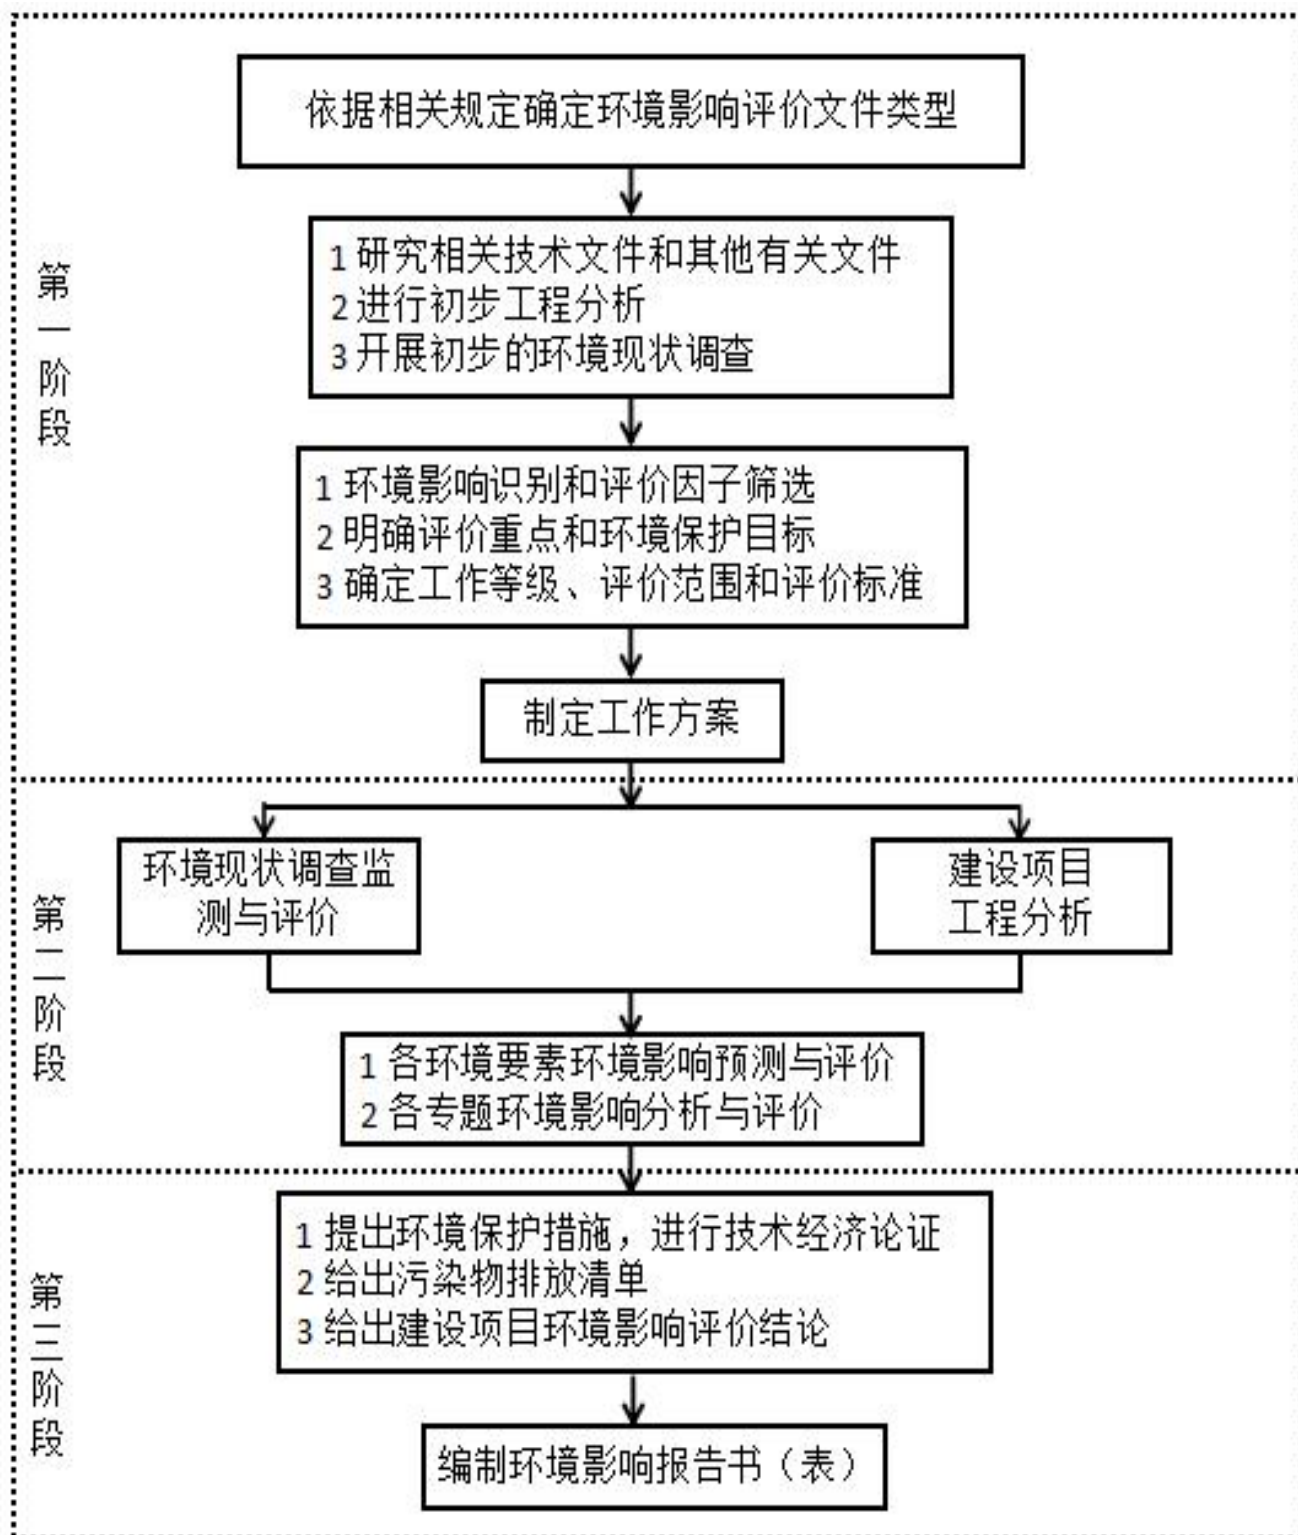 依据相关规定确定环境影响评价文件类型
第一阶段
1 研究相关技术文件和其他有关文件
2 进行初步工程分析
3 开展初步的环境现状调查
1 环境影响识别和评价因子筛选
2 明确评价重点和环境保护目标
3 确定工作等级、评价范围和评价标准
制定工作方案
第二阶段
环境现状调查监
测与评价
建设项目
工程分析
1 各环境要素环境影响预测与评价
2 各专题环境影响分析与评价
第三阶段
1 提出环境保护措施，进行技术经济论证
2 给出污染物排放清单
3 给出建设项目环境影响评价结论
编制环境影响报告书（表）